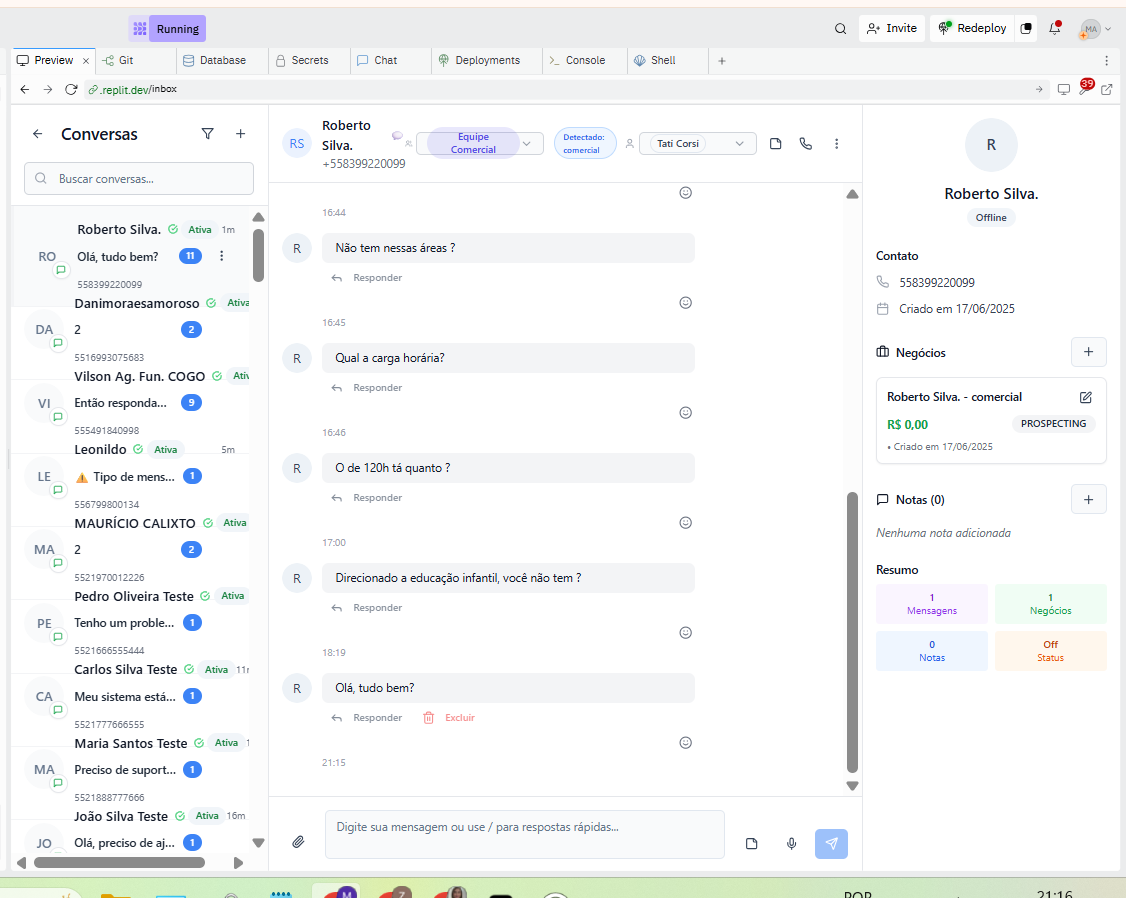 Running
Invite
Redeploy
MA
Preview
Git
Database
Secrets
Chat
Deployments
Console
Shell
.replit.dev/inbox
39
Conversas
Buscar conversas...
Roberto Silva.
Ativa
1m
RO
Olá, tudo bem?
11
558399220099
Danimoraesamoroso
Ativa
DA
2
2
5516993075683
Vilson Ag. Fun. COGO
Ativ
VI
Então responda...
9
555491840998
Leonildo
Ativa
5m
LE
Tipo de mens...
1
556799800134
MAURÍCIO CALIXTO
Ativa
MA
2
2
5521970012226
Pedro Oliveira Teste
Ativa
PE
Tenho um proble...
1
5521666555444
Carlos Silva Teste
Ativa
11m
CA
Meu sistema está...
1
5521777666555
Maria Santos Teste
Ativa
1
MA
Preciso de suport...
1
5521888777666
João Silva Teste
Ativa
16m
JO
Olá, preciso de aj...
1
RS
Roberto Silva.
+558399220099
Equipe Comercial
Detectado: comercial
Tati Corsi
16:44
R
Não tem nessas áreas ?
Responder
16:45
R
Qual a carga horária?
Responder
16:46
R
O de 120h tá quanto ?
Responder
17:00
R
Direcionado a educação infantil, você não tem ?
Responder
18:19
R
Olá, tudo bem?
Responder
Excluir
21:15
Digite sua mensagem ou use / para respostas rápidas...
R
Roberto Silva.
Offline
Contato
558399220099
Criado em 17/06/2025
Negócios
Roberto Silva. - comercial
R$ 0,00
PROSPECTING
• Criado em 17/06/2025
Notas (0)
Nenhuma nota adicionada
Resumo
1
Mensagens
1
Negócios
0
Notas
Off
Status
M
Z
POR
21:16